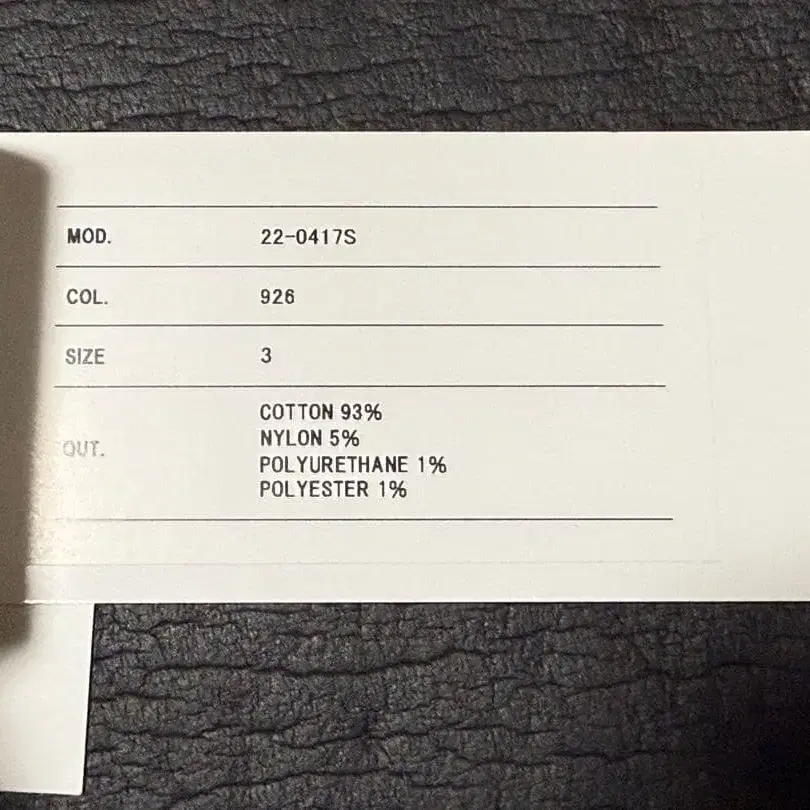 MOD. 22-0417S
COL. 926
SIZE 3
OUT. COTTON 93%
NYLON 5%
POLYURETHANE 1%
POLYESTER 1%